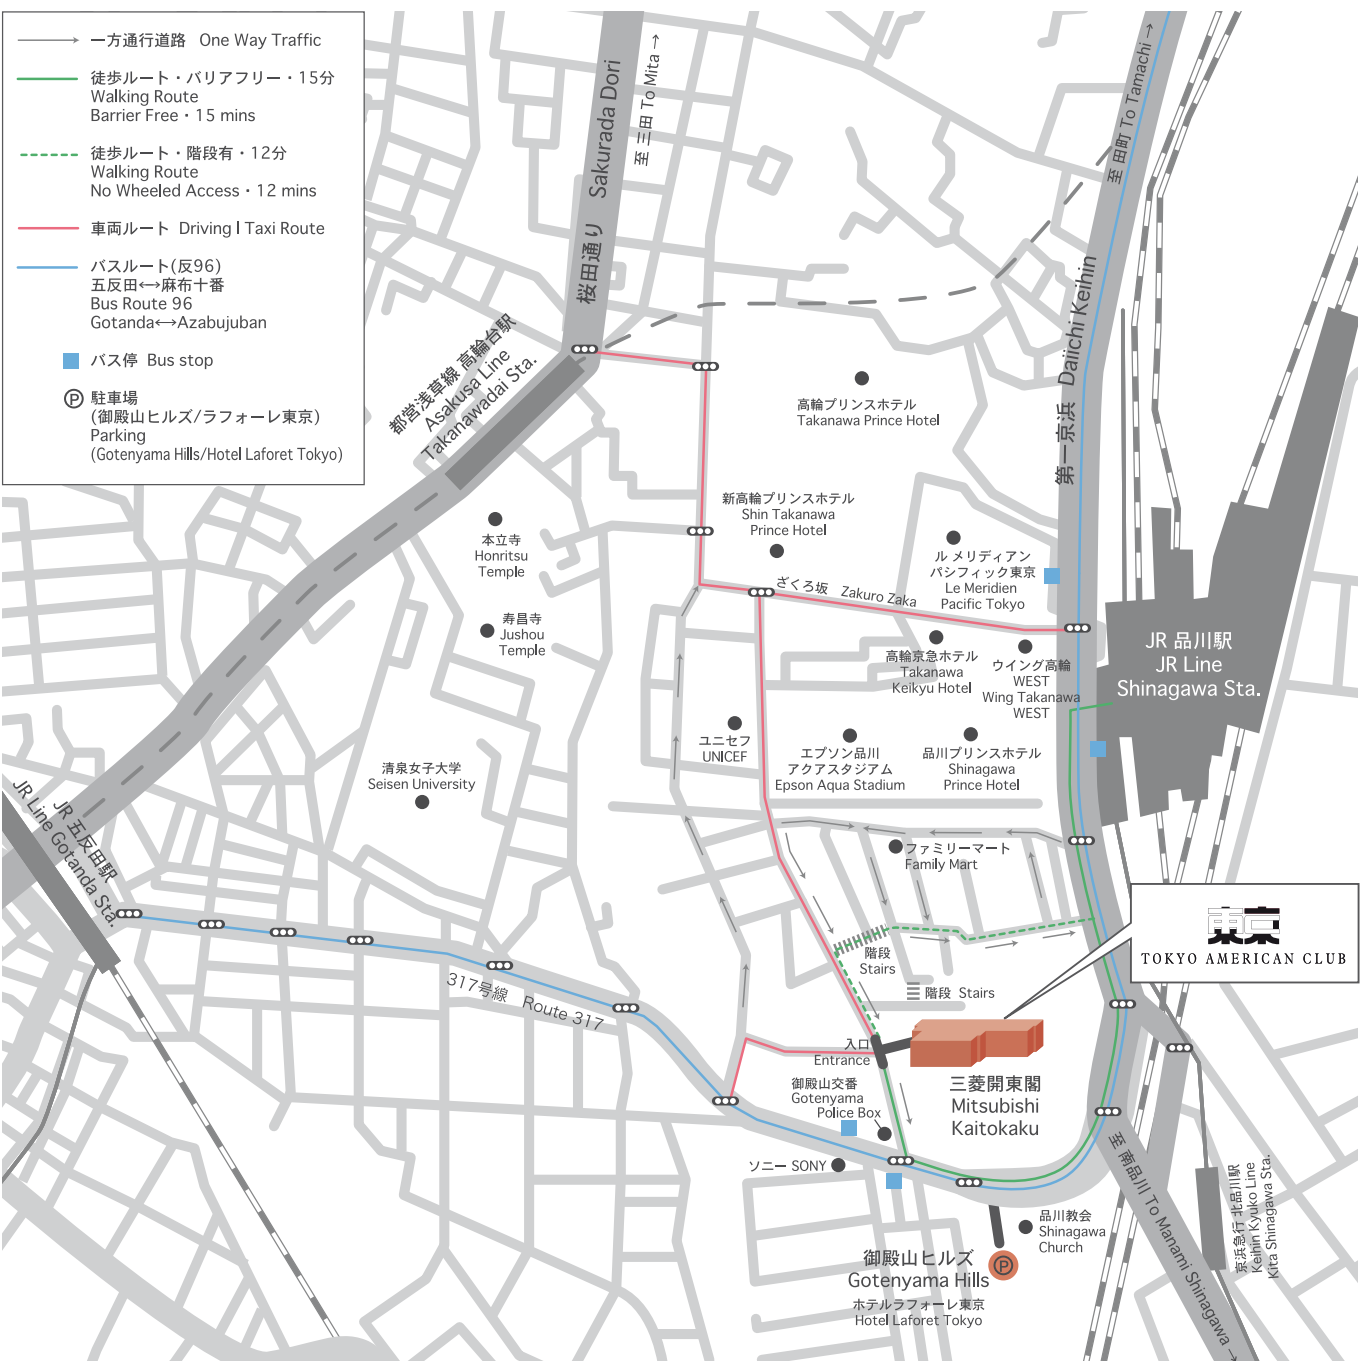 一方通行道路 One Way Traffic
徒歩ルート・バリアフリー・15分
Walking Route
Barrier Free・15 mins
徒歩ルート・階段有・12分
Walking Route
No Wheeled Access・12 mins
車両ルート Driving | Taxi Route
バスルート(反96)
五反田↔麻布十番
Bus Route 96
Gotanda↔Azabujuban
バス停 Bus stop
P 駐車場
(御殿山ヒルズ/ラフォーレ東京)
Parking
(Gotenyama Hills/Hotel Laforet Tokyo)
桜田通り Sakurada Dori
至 三田 To Mita →
至 田町 To Tamachi →
第一京浜 Daiichi Keihin
都営浅草線 高輪台駅
Asakusa Line
Takanawadai Sta.
高輪プリンスホテル
Takanawa Prince Hotel
新高輪プリンスホテル
Shin Takanawa
Prince Hotel
本立寺
Honritsu
Temple
ル メリディアン
パシフィック東京
Le Meridien
Pacific Tokyo
ざくろ坂 Zakuro Zaka
寿昌寺
Jushou
Temple
高輪京急ホテル
Takanawa
Keikyu Hotel
ウイング高輪
WEST
Wing Takanawa
WEST
JR 品川駅
JR Line
Shinagawa Sta.
ユニセフ
UNICEF
エプソン品川
アクアスタジアム
Epson Aqua Stadium
品川プリンスホテル
Shinagawa
Prince Hotel
清泉女子大学
Seisen University
JR 五反田駅
JR Line Gotanda Sta.
ファミリーマート
Family Mart
階段
Stairs
階段 Stairs
TOKYO AMERICAN CLUB
317号線 Route 317
入口
Entrance
三菱開東閣
Mitsubishi
Kaitokaku
御殿山交番
Gotenyama
Police Box
ソニー SONY
至 南品川 To Manami Shinagawa →
京浜急行 北品川駅
Keihin Kyuko Line
Kita Shinagawa Sta.
品川教会
Shinagawa
Church
御殿山ヒルズ
Gotenyama Hills
P
ホテルラフォーレ東京
Hotel Laforet Tokyo